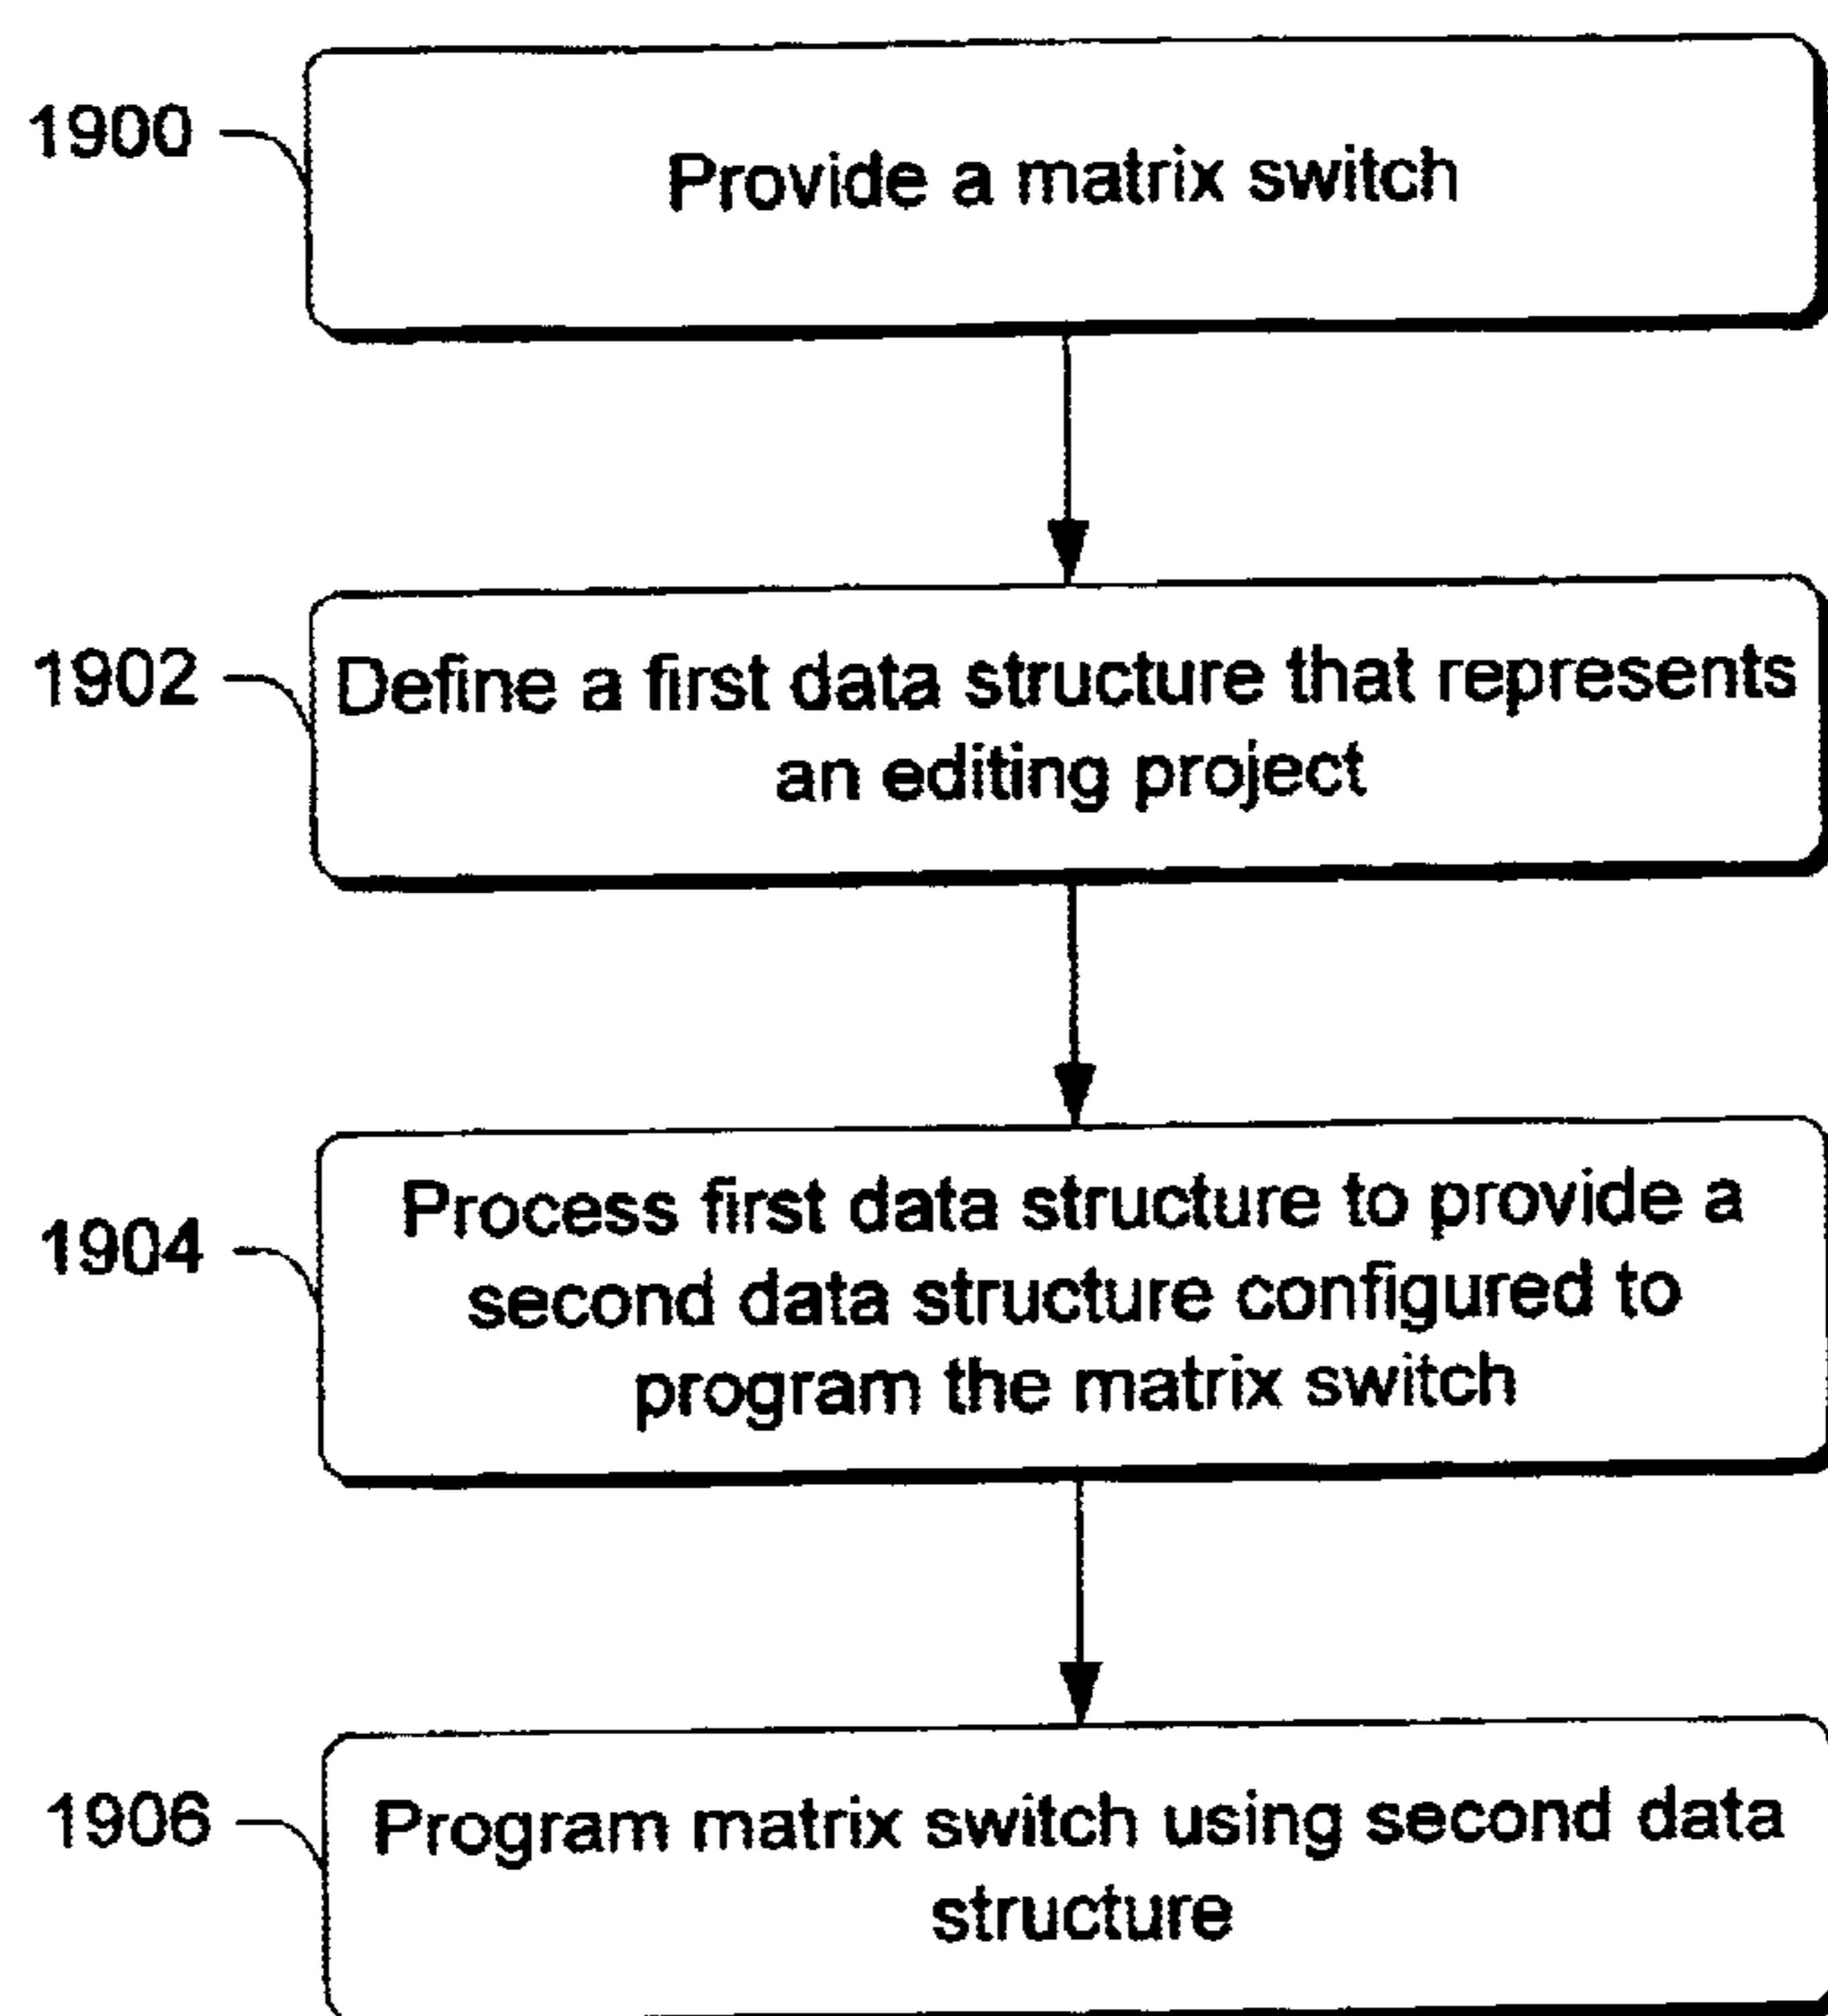 1900
Provide a matrix switch
1902
Define a first data structure that represents
an editing project
1904
Process first data structure to provide a
second data structure configured to
program the matrix switch
1906
Program matrix switch using second data
structure